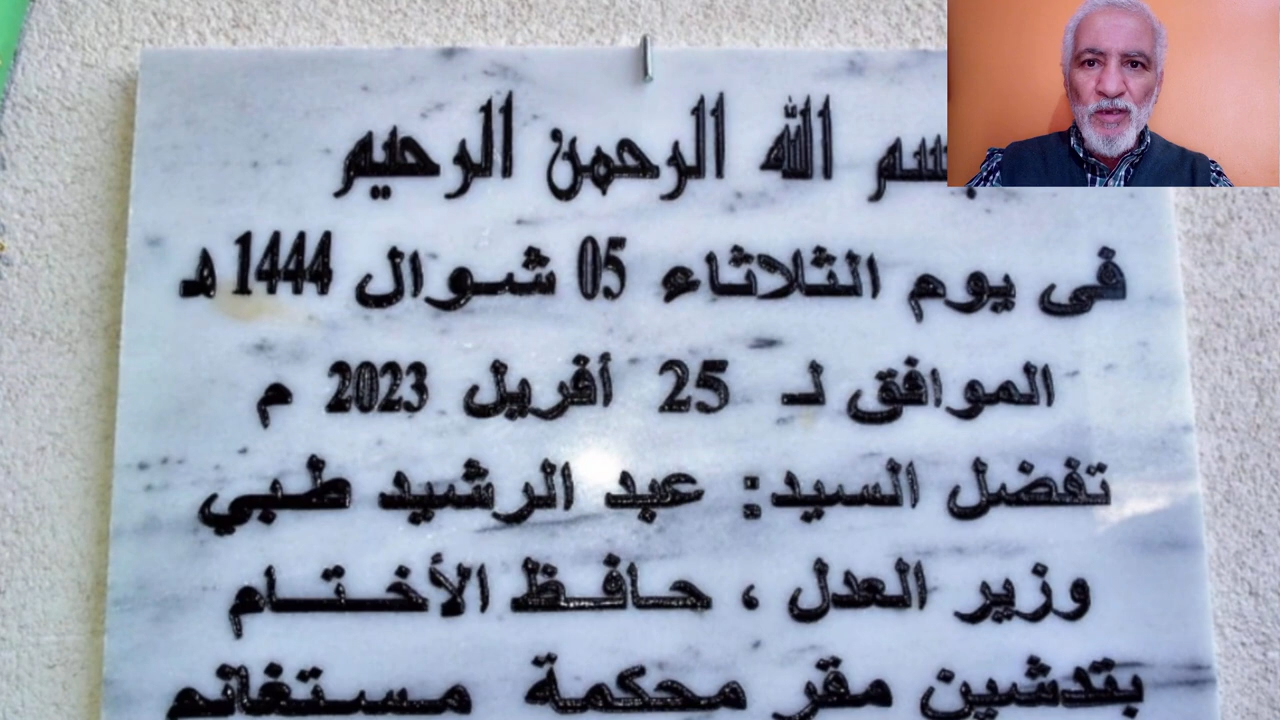 بسم الله الرحمن الرحيم
في يوم الثلاثاء 05 شوال 1444 هـ
الموافق لـ 25 أفريل 2023 م
تفضل السيد: عبد الرشيد طبي
وزير العدل ، حافظ الأختام
بتدشين مقر محكمة مستغانم